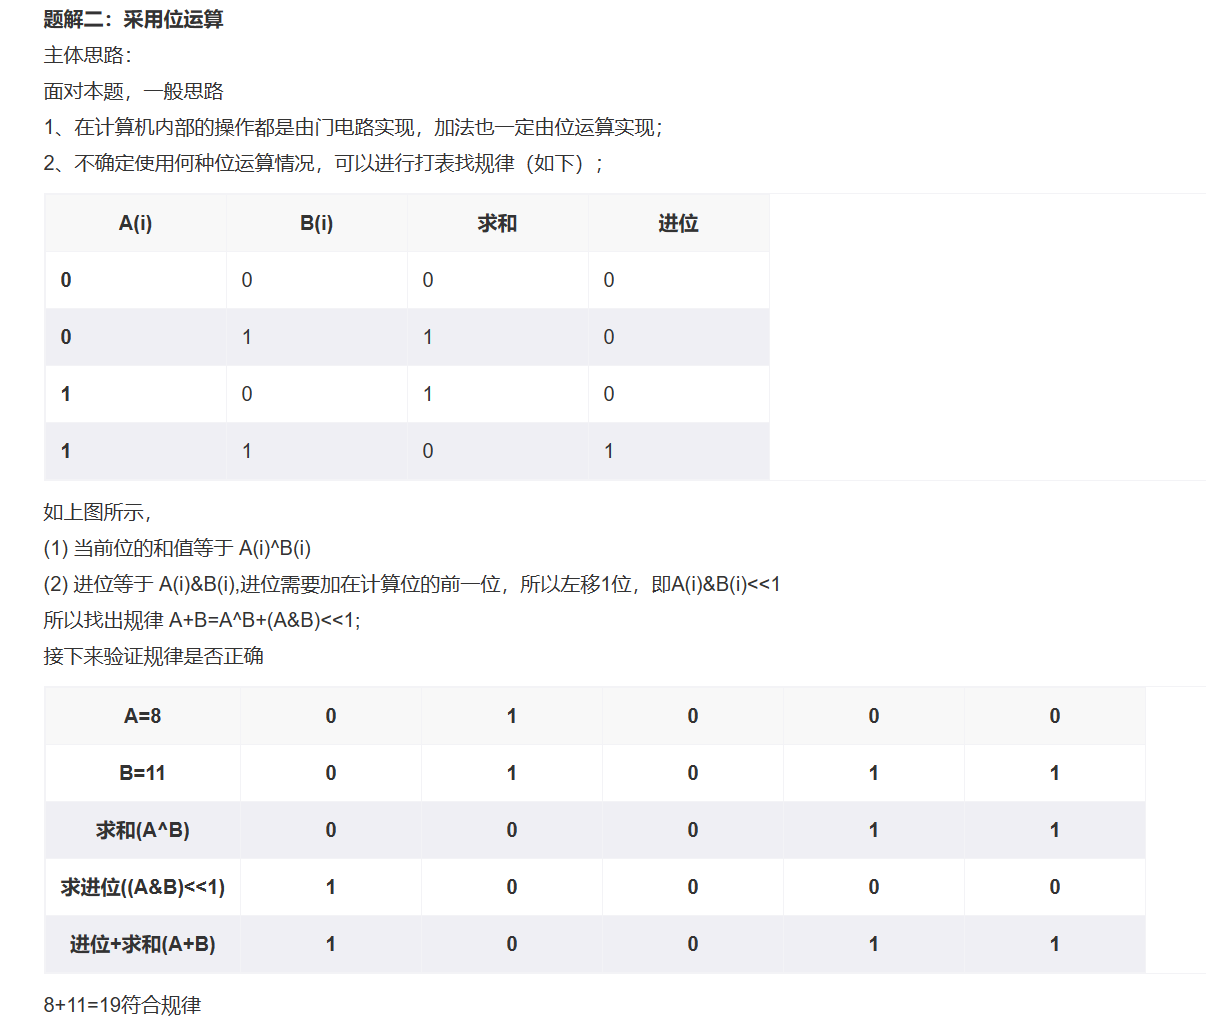 题解二：采用位运算
主体思路：
面对本题，一般思路
1、在计算机内部的操作都是由门电路实现，加法也一定由位运算实现；
2、不确定使用何种位运算情况，可以进行打表找规律（如下）；
A(i) B(i) 求和 进位
0 0 0 0
0 1 1 0
1 0 1 0
1 1 0 1
如上图所示，
(1) 当前位的和值等于 A(i)^B(i)
(2) 进位等于 A(i)&B(i),进位需要加在计算位的前一位，所以左移1位，即A(i)&B(i)<<1
所以找出规律 A+B=A^B+(A&B)<<1;
接下来验证规律是否正确
A=8 0 1 0 0 0
B=11 0 1 0 1 1
求和(A^B) 0 0 0 1 1
求进位((A&B)<<1) 1 0 0 0 0
进位+求和(A+B) 1 0 0 1 1
8+11=19符合规律